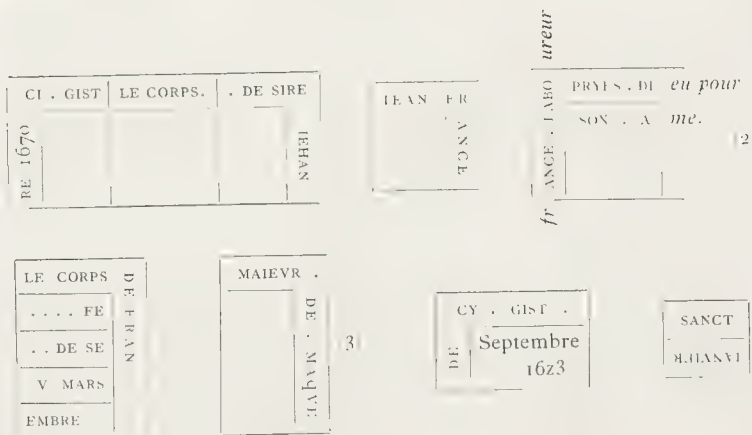 CI . GIST LE CORPS. . DE SIRE
IEHAN
RE 1670
IEAN FR
ANCE
fr ANCE . LABO ureur
PRYES . DI eu pour
SON . A me.
2
LE CORPS
DE FRAN
. . . . FE
. . DE SE
V MARS
EMBRE
MAIEVR .
DE . MAqVE
3
CY . GIST .
DE
Septembre
16z3
SANCT